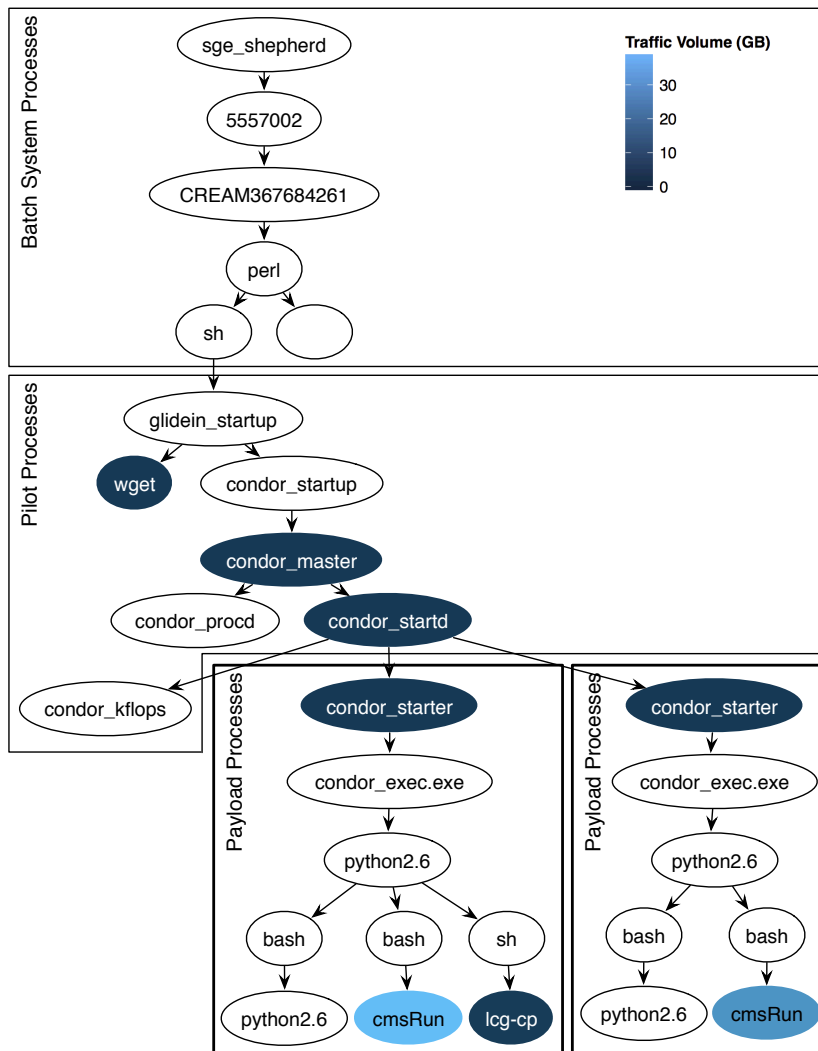 Batch System Processes
sge_shepherd
5557002
CREAM367684261
perl
sh
Traffic Volume (GB)
30
20
10
0
Pilot Processes
glidein_startup
wget
condor_startup
condor_master
condor_procd
condor_startd
condor_kflops
Payload Processes
condor_starter
condor_exec.exe
python2.6
bash
bash
sh
python2.6
cmsRun
lcg-cp
Payload Processes
condor_starter
condor_exec.exe
python2.6
bash
bash
python2.6
cmsRun